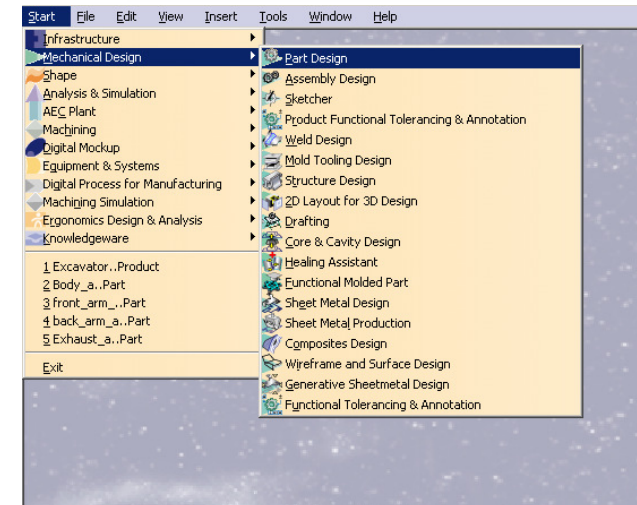 Start File Edit View Insert Tools Window Help
Infrastructure
Mechanical Design
Shape
Analysis & Simulation
AEC Plant
Machining
Digital Mockup
Equipment & Systems
Digital Process for Manufacturing
Machining Simulation
Ergonomics Design & Analysis
Knowledgeware
1 Excavator..Product
2 Body_a..Part
3 front_arm_..Part
4 back_arm_a..Part
5 Exhaust_a..Part
Exit
Part Design
Assembly Design
Sketcher
Product Functional Tolerancing & Annotation
Weld Design
Mold Tooling Design
Structure Design
2D Layout for 3D Design
Drafting
Core & Cavity Design
Healing Assistant
Functional Molded Part
Sheet Metal Design
Sheet Metal Production
Composites Design
Wireframe and Surface Design
Generative Sheetmetal Design
Functional Tolerancing & Annotation